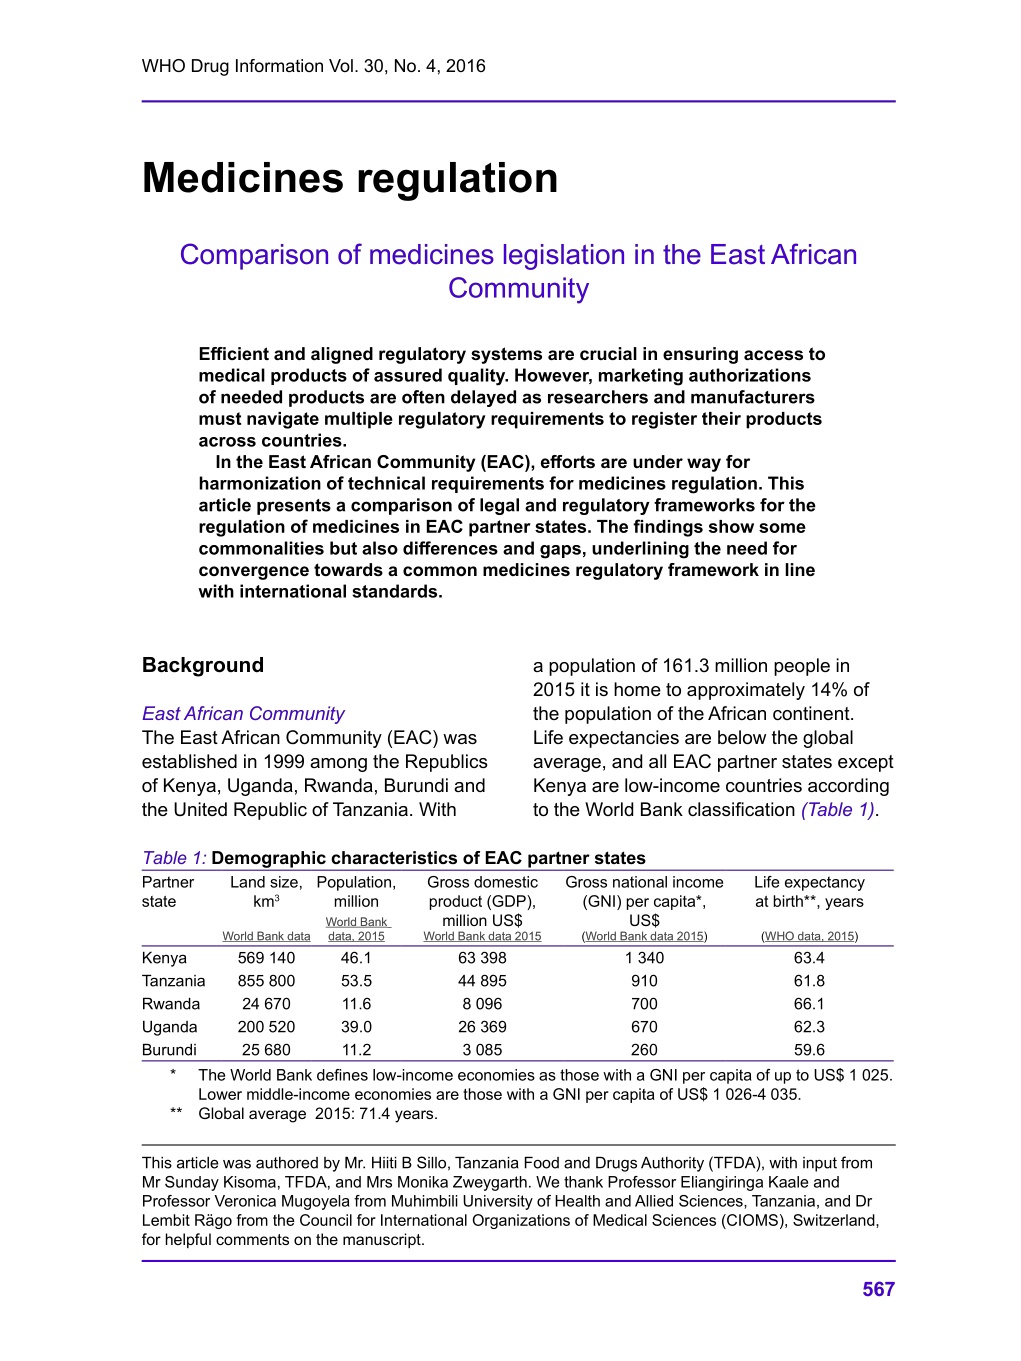 WHO Drug Information Vol. 30, No. 4, 2016
Medicines regulation
Comparison of medicines legislation in the East African
Community
Efficient and aligned regulatory systems are crucial in ensuring access to
medical products of assured quality. However, marketing authorizations
of needed products are often delayed as researchers and manufacturers
must navigate multiple regulatory requirements to register their products
across countries.
In the East African Community (EAC), efforts are under way for
harmonization of technical requirements for medicines regulation. This
article presents a comparison of legal and regulatory frameworks for the
regulation of medicines in EAC partner states. The findings show some
commonalities but also differences and gaps, underlining the need for
convergence towards a common medicines regulatory framework in line
with international standards.
Background
East African Community
The East African Community (EAC) was
established in 1999 among the Republics
of Kenya, Uganda, Rwanda, Burundi and
the United Republic of Tanzania. With
a population of 161.3 million people in
2015 it is home to approximately 14% of
the population of the African continent.
Life expectancies are below the global
average, and all EAC partner states except
Kenya are low-income countries according
to the World Bank classification (Table 1).
Table 1: Demographic characteristics of EAC partner states
Partner Land size, Population, Gross domestic Gross national income Life expectancy
state km³ million product (GDP), (GNI) per capita*, at birth**, years
World Bank million US$ US$
World Bank data data, 2015 World Bank data 2015 (World Bank data 2015) (WHO data, 2015)
Kenya 569 140 46.1 63 398 1 340 63.4
Tanzania 855 800 53.5 44 895 910 61.8
Rwanda 24 670 11.6 8 096 700 66.1
Uganda 200 520 39.0 26 369 670 62.3
Burundi 25 680 11.2 3 085 260 59.6
* The World Bank defines low-income economies as those with a GNI per capita of up to US$ 1 025.
Lower middle-income economies are those with a GNI per capita of US$ 1 026-4 035.
** Global average 2015: 71.4 years.
This article was authored by Mr. Hiiti B Sillo, Tanzania Food and Drugs Authority (TFDA), with input from
Mr Sunday Kisoma, TFDA, and Mrs Monika Zweygarth. We thank Professor Eliangiringa Kaale and
Professor Veronica Mugoyela from Muhimbili University of Health and Allied Sciences, Tanzania, and Dr
Lembit Rägo from the Council for International Organizations of Medical Sciences (CIOMS), Switzerland,
for helpful comments on the manuscript.
567